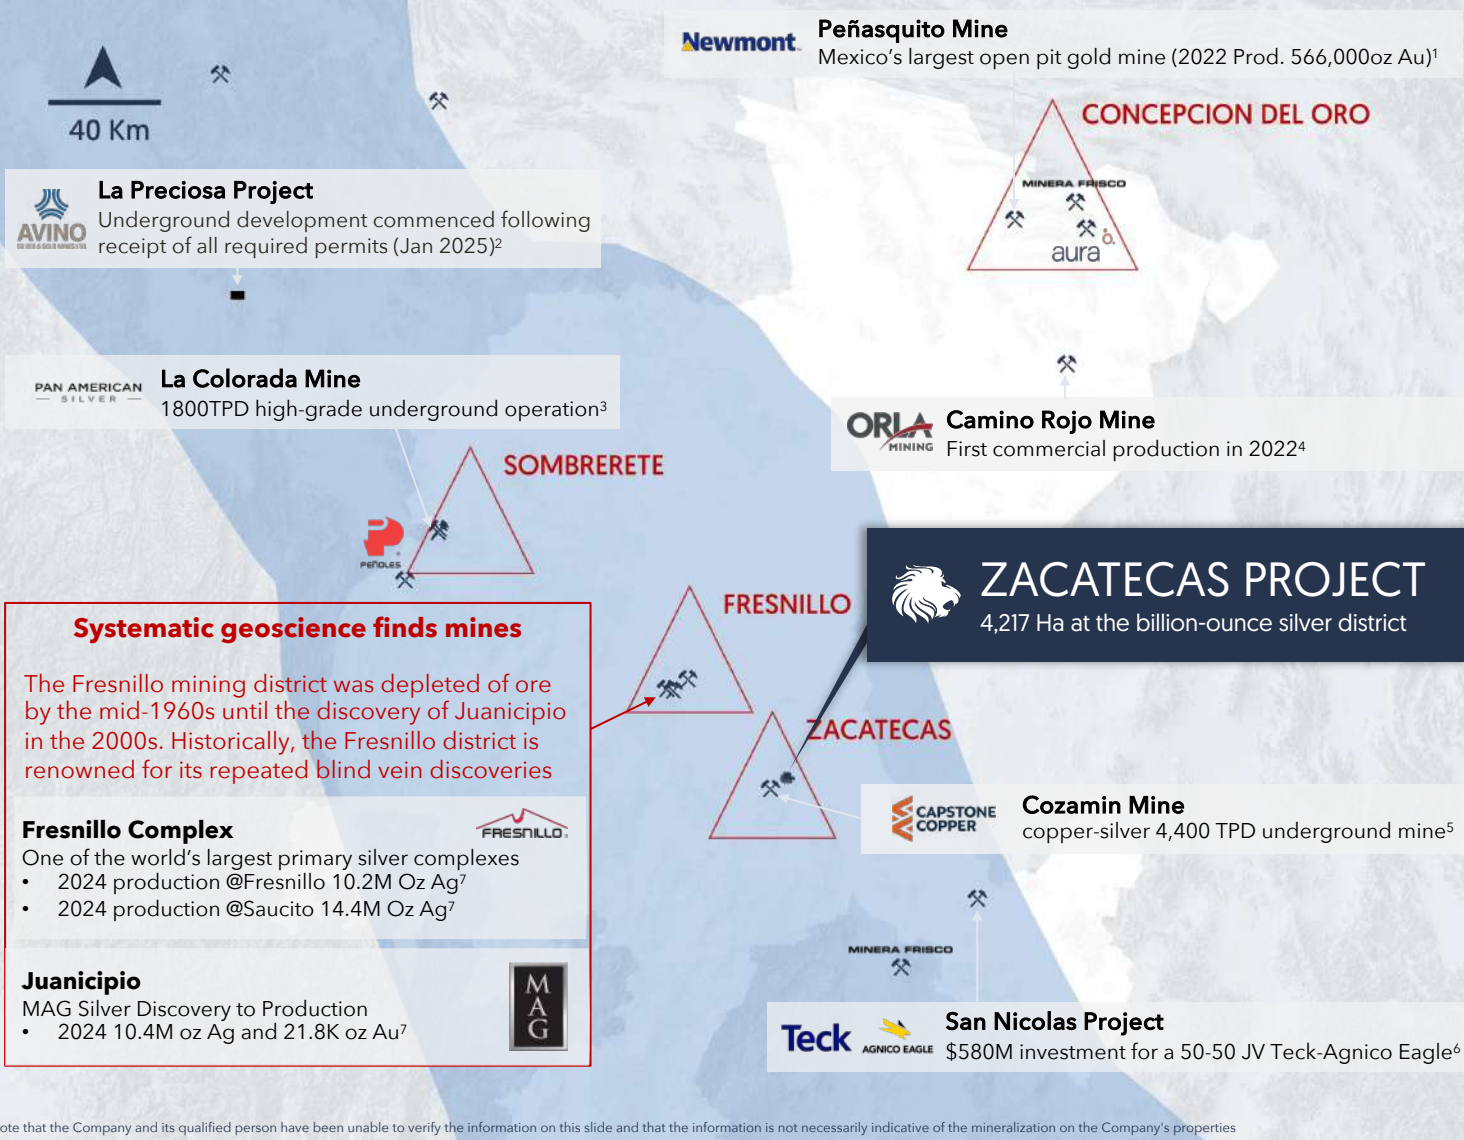 Newmont
Peñasquito Mine
Mexico's largest open pit gold mine (2022 Prod. 566,000oz Au)¹
40 Km
CONCEPCION DEL ORO
MINERA FRISCO
aura
AVINO
La Preciosa Project
Underground development commenced following
receipt of all required permits (Jan 2025)²
PAN AMERICAN
— SILVER —
La Colorada Mine
1800TPD high-grade underground operation³
ORLA
MINING
Camino Rojo Mine
First commercial production in 2022⁴
SOMBRERETE
PEÑOLES
ZACATECAS PROJECT
4,217 Ha at the billion-ounce silver district
FRESNILLO
ZACATECAS
Systematic geoscience finds mines
The Fresnillo mining district was depleted of ore
by the mid-1960s until the discovery of Juanicipio
in the 2000s. Historically, the Fresnillo district is
renowned for its repeated blind vein discoveries
Fresnillo Complex
FRESNILLO
One of the world's largest primary silver complexes
• 2024 production @Fresnillo 10.2M Oz Ag⁷
• 2024 production @Saucito 14.4M Oz Ag⁷
Juanicipio
MAG Silver Discovery to Production
• 2024 10.4M oz Ag and 21.8K oz Au⁷
M
A
G
CAPSTONE
COPPER
Cozamin Mine
copper-silver 4,400 TPD underground mine⁵
MINERA FRISCO
Teck
AGNICO EAGLE
San Nicolas Project
$580M investment for a 50-50 JV Teck-Agnico Eagle⁶
ote that the Company and its qualified person have been unable to verify the information on this slide and that the information is not necessarily indicative of the mineralization on the Company's properties